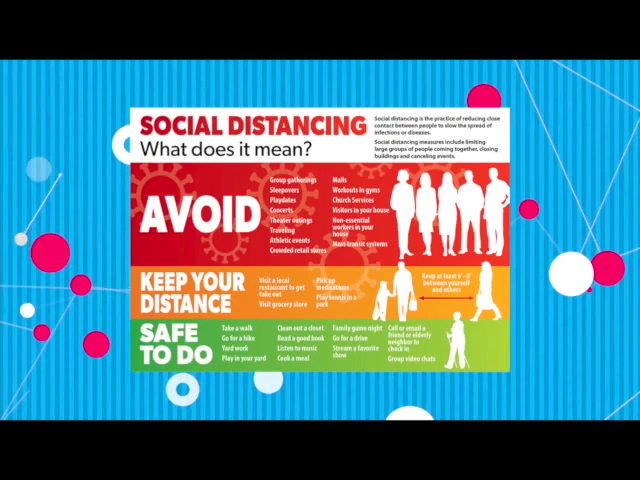 SOCIAL DISTANCING
What does it mean?
Social distancing is the practice of reducing close
contact between people to slow the spread of
infections or diseases.
Social distancing measures include limiting
large groups of people coming together, closing
buildings and canceling events.
AVOID
Group gatherings
Sleepovers
Playdates
Concerts
Theater outings
Traveling
Athletic events
Crowded retail stores
Malls
Workouts in gyms
Church Services
Visitors in your house
Non-essential
workers in your
house
Mass transit systems
KEEP YOUR
DISTANCE
Visit a local
restaurant to get
take out
Visit grocery store
Pick up
medications
Play tennis in a
park
Keep at least 6'
between yourself
and others
SAFE
TO DO
Take a walk
Go for a hike
Yard work
Play in your yard
Clean out a closet
Read a good book
Listen to music
Cook a meal
Family game night
Go for a drive
Stream a favorite
show
Call or email a
friend or elderly
neighbor to
check in
Group video chats